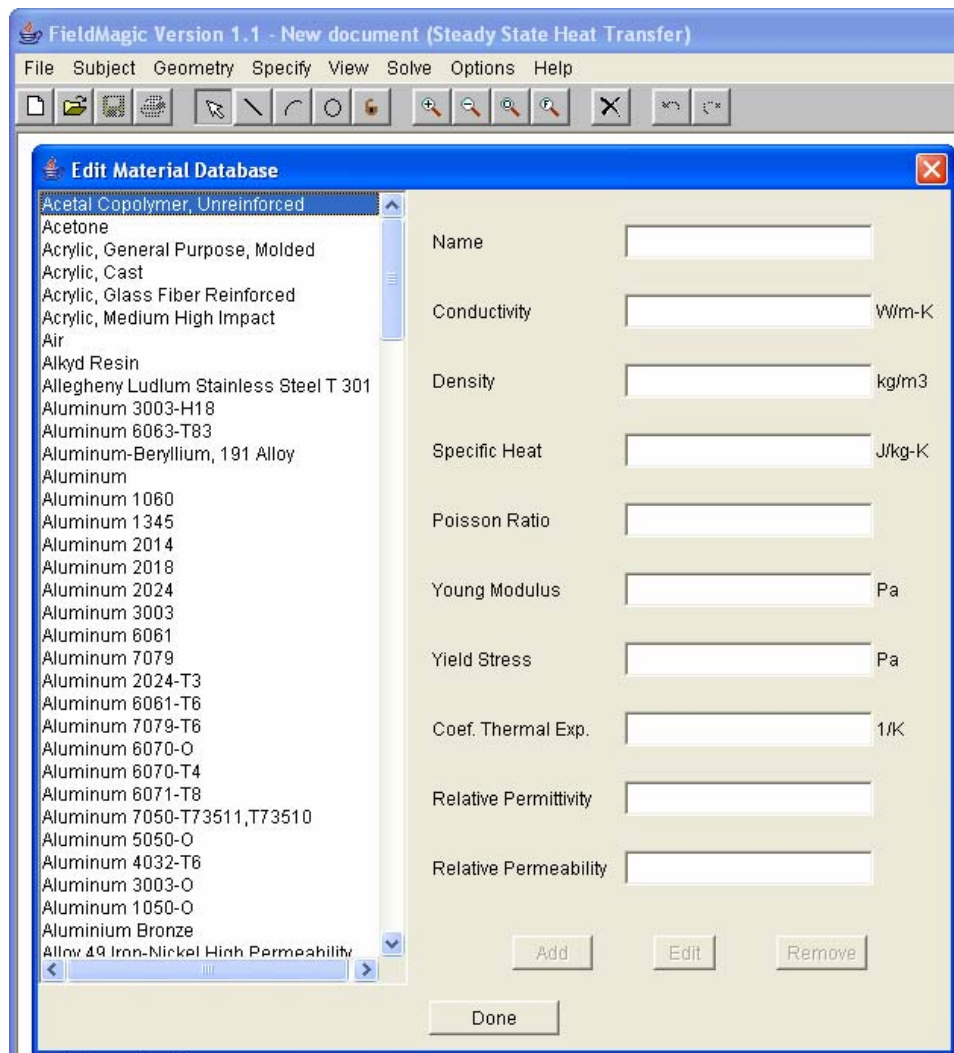 FieldMagic Version 1.1 - New document (Steady State Heat Transfer)
File Subject Geometry Specify View Solve Options Help
Edit Material Database
Acetal Copolymer, Unreinforced
Acetone
Acrylic, General Purpose, Molded
Acrylic, Cast
Acrylic, Glass Fiber Reinforced
Acrylic, Medium High Impact
Air
Alkyd Resin
Allegheny Ludlum Stainless Steel T 301
Aluminum 3003-H18
Aluminum 6063-T83
Aluminum-Beryllium, 191 Alloy
Aluminum
Aluminum 1060
Aluminum 1345
Aluminum 2014
Aluminum 2018
Aluminum 2024
Aluminum 3003
Aluminum 6061
Aluminum 7079
Aluminum 2024-T3
Aluminum 6061-T6
Aluminum 7079-T6
Aluminum 6070-O
Aluminum 6070-T4
Aluminum 6071-T8
Aluminum 7050-T73511,T73510
Aluminum 5050-O
Aluminum 4032-T6
Aluminum 3003-O
Aluminum 1050-O
Aluminium Bronze
Alloy 49 Iron-Nickel High Permeability
Name
Conductivity W/m-K
Density kg/m3
Specific Heat J/kg-K
Poisson Ratio
Young Modulus Pa
Yield Stress Pa
Coef. Thermal Exp. 1/K
Relative Permittivity
Relative Permeability
Add Edit Remove
Done